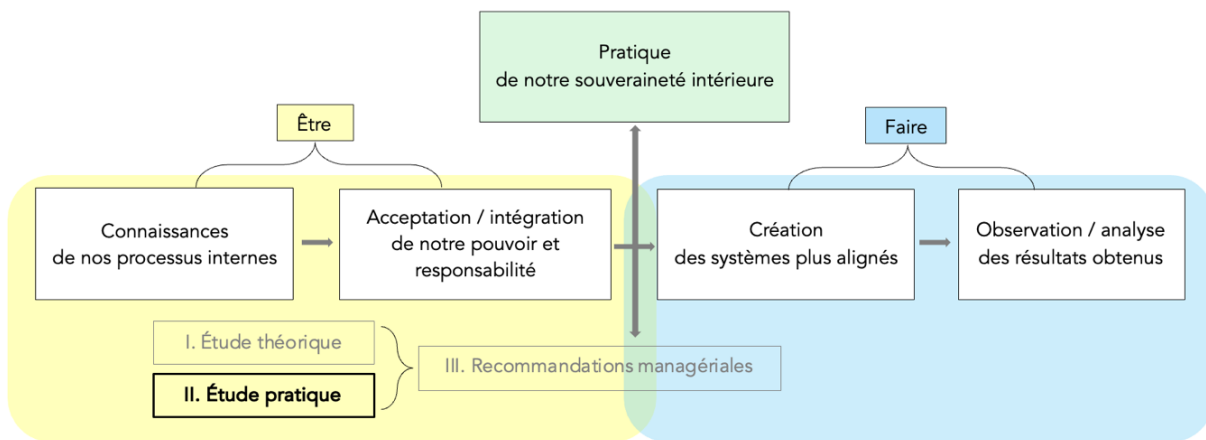 Pratique
de notre souveraineté intérieure
Être
Faire
Connaissances
de nos processus internes
Acceptation / intégration
de notre pouvoir et
responsabilité
Création
des systèmes plus alignés
Observation / analyse
des résultats obtenus
I. Étude théorique
II. Étude pratique
III. Recommandations managériales